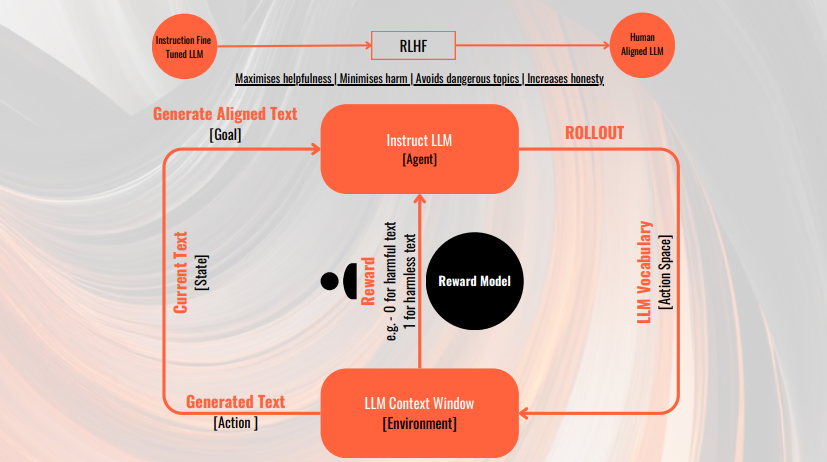 Instruction Fine
Tuned LLM
RLHF
Human
Aligned LLM
Maximises helpfulness | Minimises harm | Avoids dangerous topics | Increases honesty
Generate Aligned Text
[Goal]
Instruct LLM
[Agent]
ROLLOUT
Current Text
[State]
Reward
e.g. - 0 for harmful text
1 for harmless text
Reward Model
LLM Vocabulary
[Action Space]
Generated Text
[Action ]
LLM Context Window
[Environment]